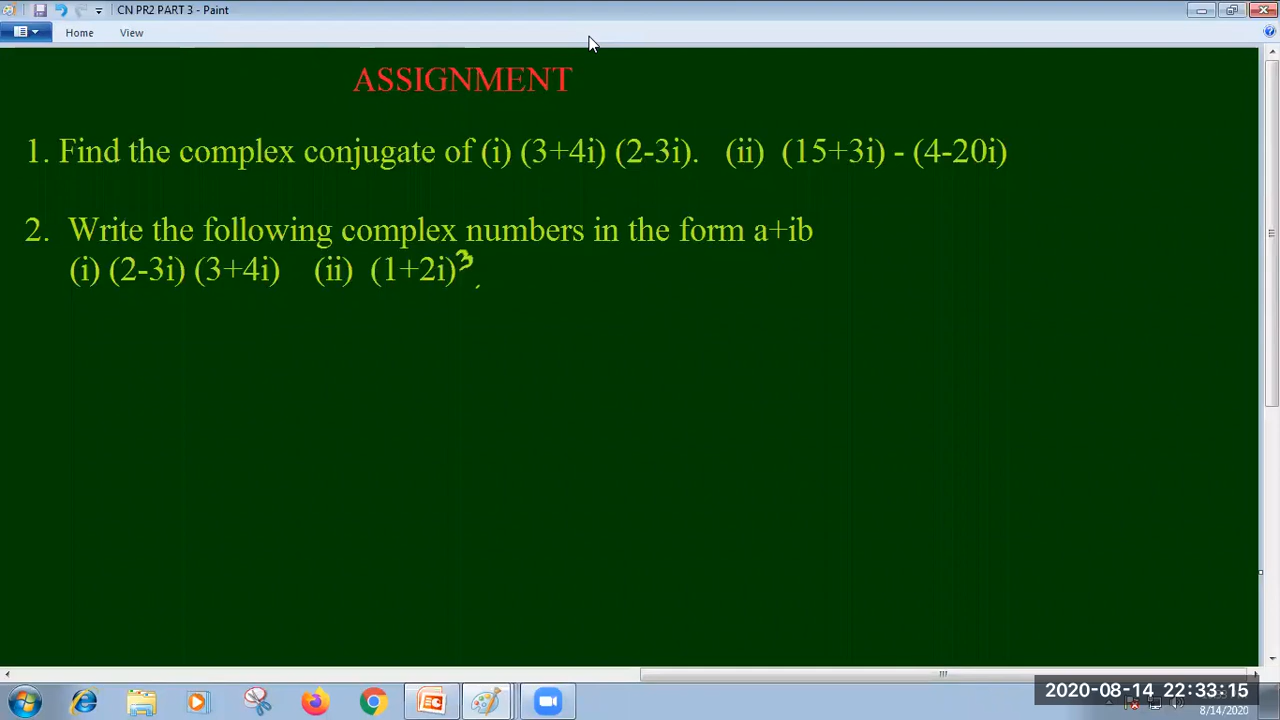 CN PR2 PART 3 - Paint
Home View
ASSIGNMENT
1. Find the complex conjugate of (i) (3+4i) (2-3i). (ii) (15+3i) - (4-20i)
2. Write the following complex numbers in the form a+ib
(i) (2-3i) (3+4i) (ii) (1+2i)³
2020-08-14 22:33:15
8/14/2020